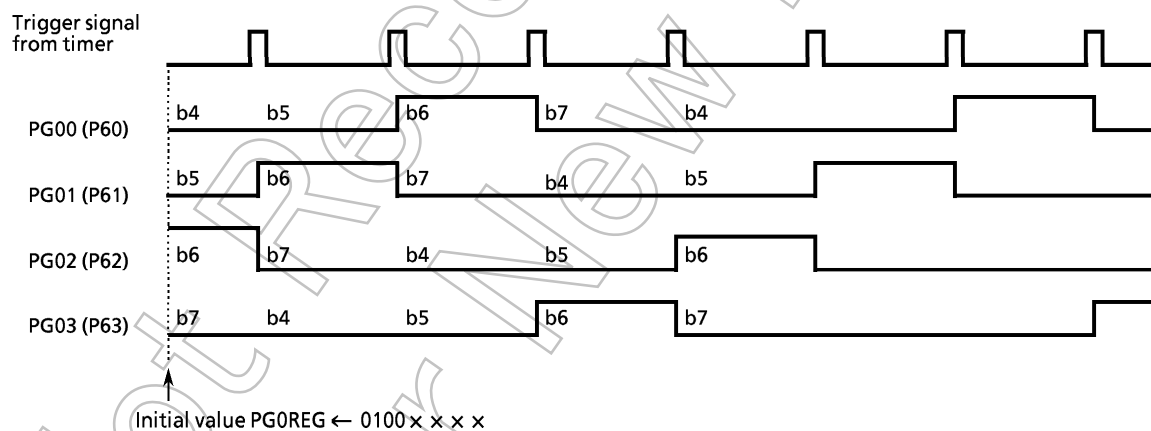 Trigger signal
from timer
PG00 (P60)
b4 b5 b6 b7 b4
PG01 (P61)
b5 b6 b7 b4 b5
PG02 (P62)
b6 b7 b4 b5 b6
PG03 (P63)
b7 b4 b5 b6 b7
Initial value PG0REG ← 0100××××